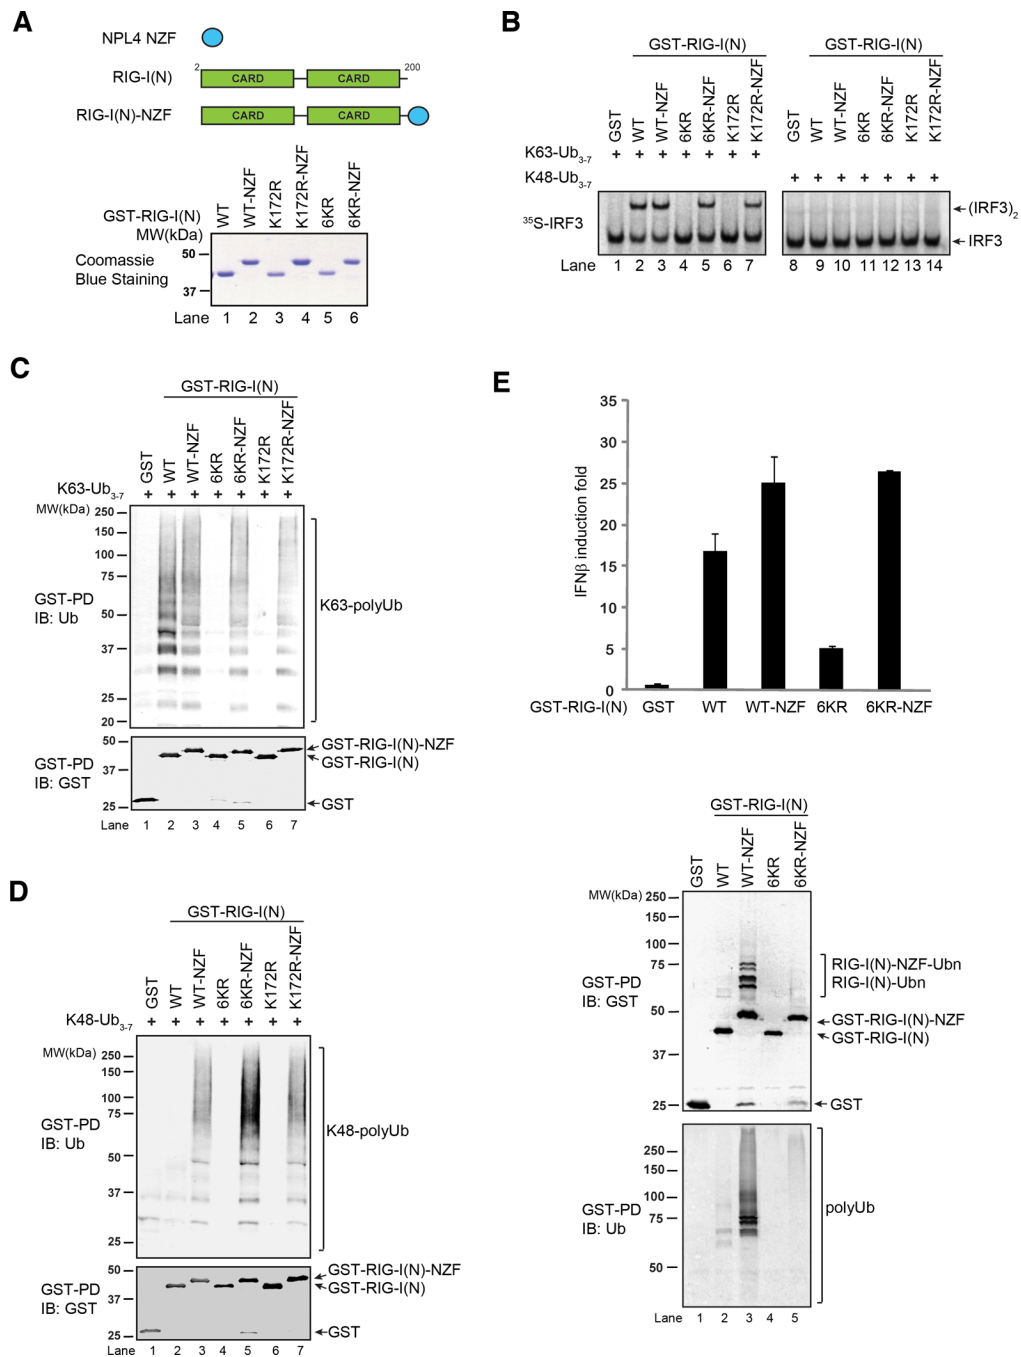 A
NPL4 NZF
2
200
RIG-I(N)
CARD
CARD
RIG-I(N)-NZF
CARD
CARD
GST-RIG-I(N)
WT
WT-NZF
K172R
K172R-NZF
6KR
6KR-NZF
MW(kDa)
Coomassie
Blue Staining
50
37
Lane 1 2 3 4 5 6
B
GST-RIG-I(N)
GST-RIG-I(N)
GST
WT
WT-NZF
6KR
6KR-NZF
K172R
K172R-NZF
GST
WT
WT-NZF
6KR
6KR-NZF
K172R
K172R-NZF
K63-Ub3-7 + + + + + + +
K48-Ub3-7 + + + + + + +
35S-IRF3
(IRF3)2
IRF3
Lane 1 2 3 4 5 6 7 8 9 10 11 12 13 14
C
GST-RIG-I(N)
GST
WT
WT-NZF
6KR
6KR-NZF
K172R
K172R-NZF
K63-Ub3-7 + + + + + + +
MW(kDa)
250
150
100
75
50
37
25
20
GST-PD
IB: Ub
K63-polyUb
50
37
25
GST-PD
IB: GST
GST-RIG-I(N)-NZF
GST-RIG-I(N)
GST
Lane 1 2 3 4 5 6 7
D
GST-RIG-I(N)
GST
WT
WT-NZF
6KR
6KR-NZF
K172R
K172R-NZF
K48-Ub3-7 + + + + + + +
MW(kDa)
250
150
100
75
50
37
25
GST-PD
IB: Ub
K48-polyUb
50
37
25
GST-PD
IB: GST
GST-RIG-I(N)-NZF
GST-RIG-I(N)
GST
Lane 1 2 3 4 5 6 7
E
IFNβ induction fold
35
30
25
20
15
10
5
0
GST-RIG-I(N) GST WT WT-NZF 6KR 6KR-NZF
GST-RIG-I(N)
GST
WT
WT-NZF
6KR
6KR-NZF
MW(kDa)
250
150
100
75
50
37
25
GST-PD
IB: GST
RIG-I(N)-NZF-Ubn
RIG-I(N)-Ubn
GST-RIG-I(N)-NZF
GST-RIG-I(N)
GST
250
150
100
75
50
GST-PD
IB: Ub
polyUb
Lane 1 2 3 4 5